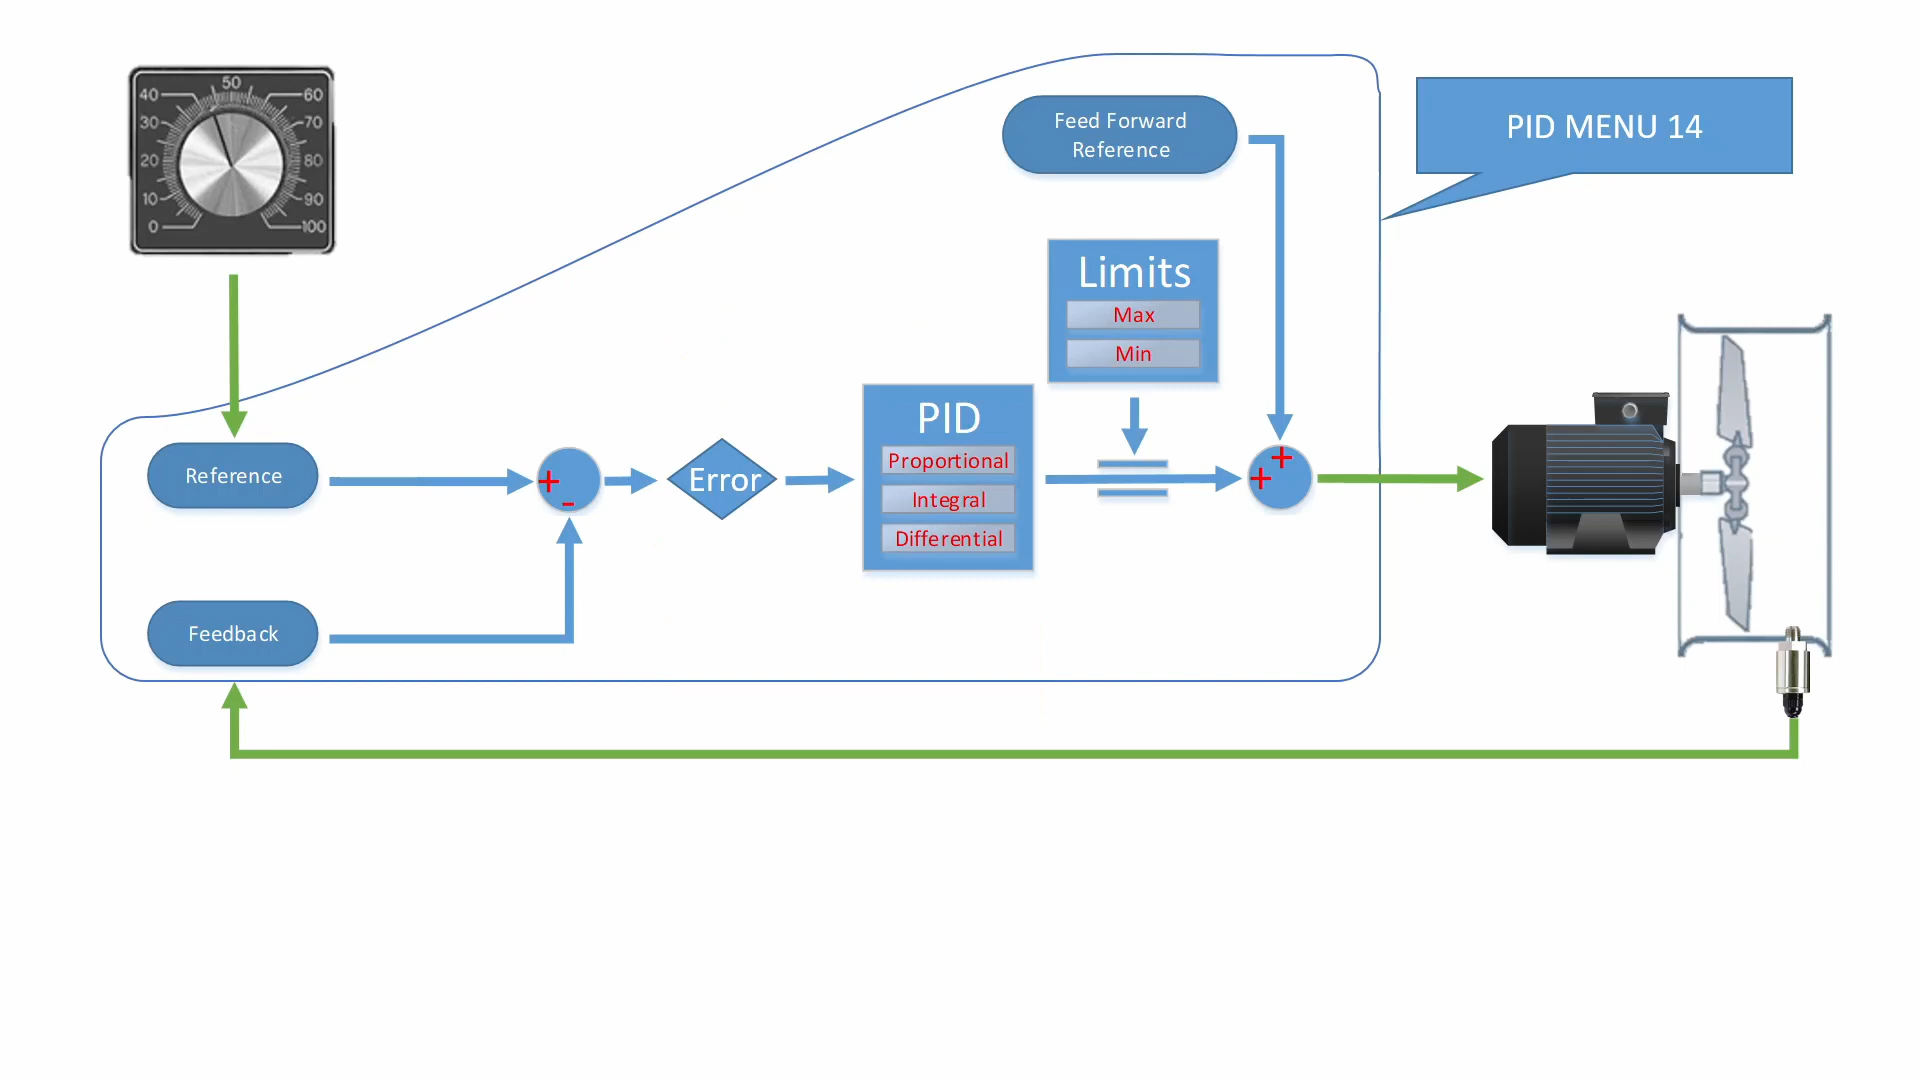 50
40
60
30
70
20
80
10
90
0
100
Feed Forward
Reference
PID MENU 14
Limits
Max
Min
PID
Proportional
Integral
Differential
Reference
+
-
Error
+
+
Feedback